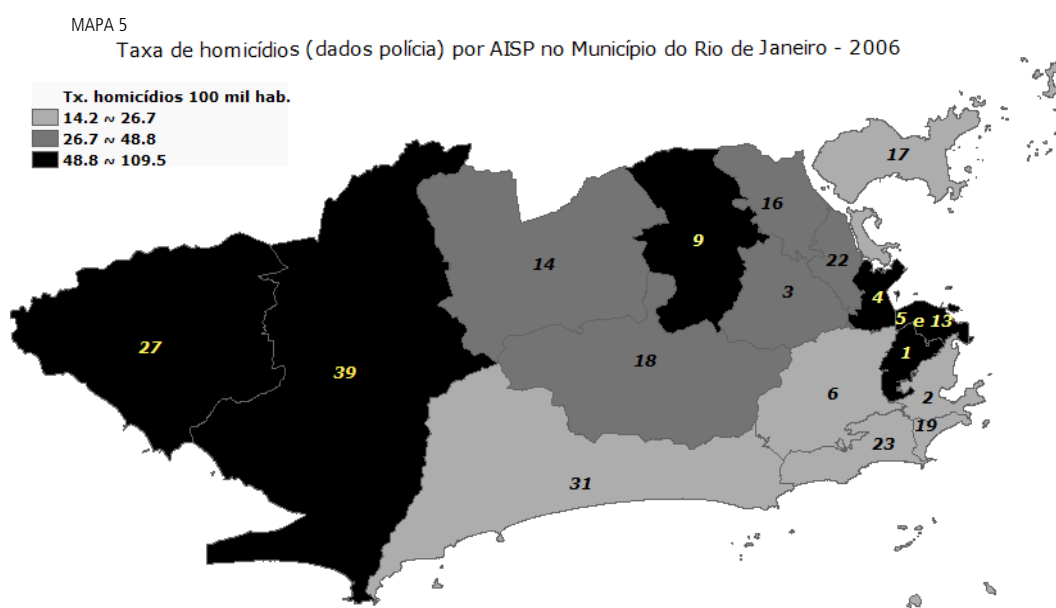 MAPA 5
Taxa de homicídios (dados polícia) por AISP no Município do Rio de Janeiro - 2006
Tx. homicídios 100 mil hab.
14.2 ~ 26.7
26.7 ~ 48.8
48.8 ~ 109.5
17
16
9
14
22
3
4
5 e 13
27
39
18
1
6
2
19
23
31